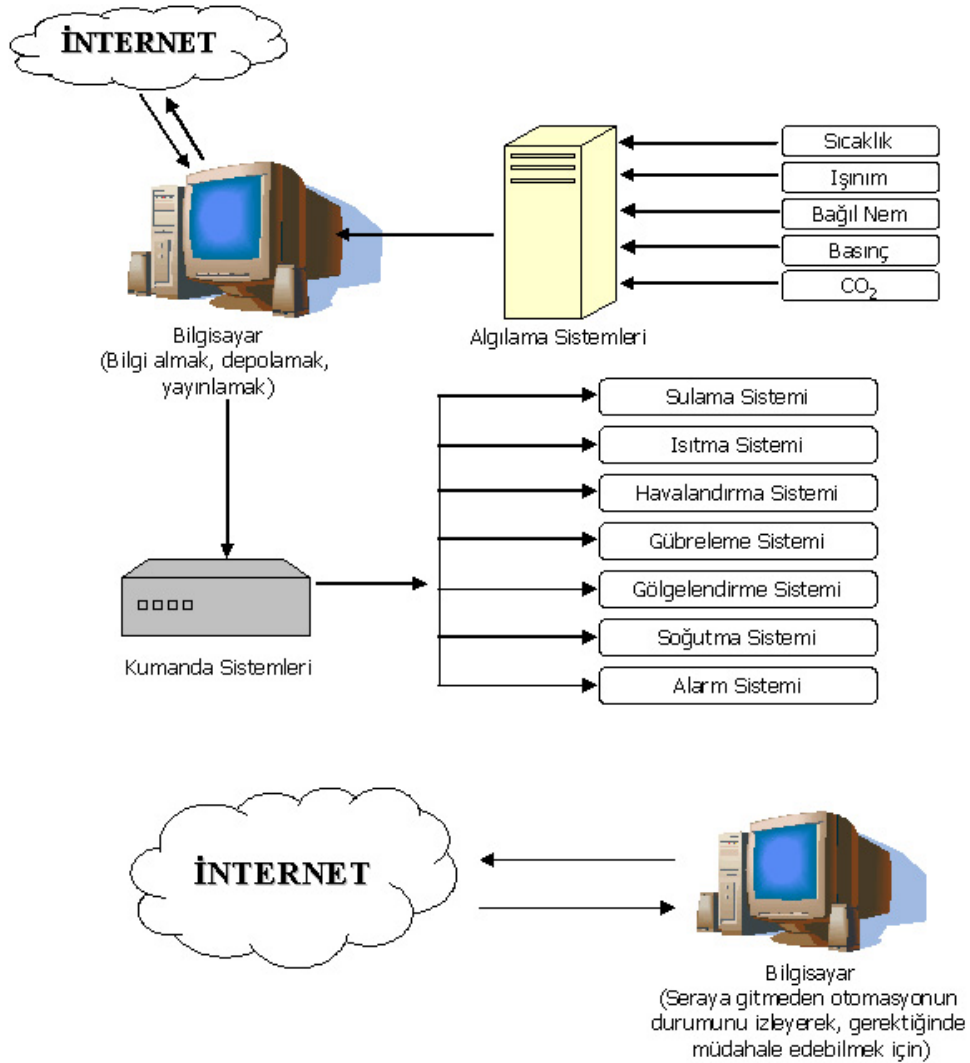 İNTERNET
Sıcaklık
Işınım
Bağıl Nem
Basınç
CO₂
Algılama Sistemleri
Bilgisayar
(Bilgi almak, depolamak,
yayınlamak)
Sulama Sistemi
Isıtma Sistemi
Havalandırma Sistemi
Gübreleme Sistemi
Gölgelendirme Sistemi
Soğutma Sistemi
Alarm Sistemi
Kumanda Sistemleri
İNTERNET
Bilgisayar
(Seraya gitmeden otomasyonun
durumunu izleyerek, gerektiğinde
müdahale edebilmek için)